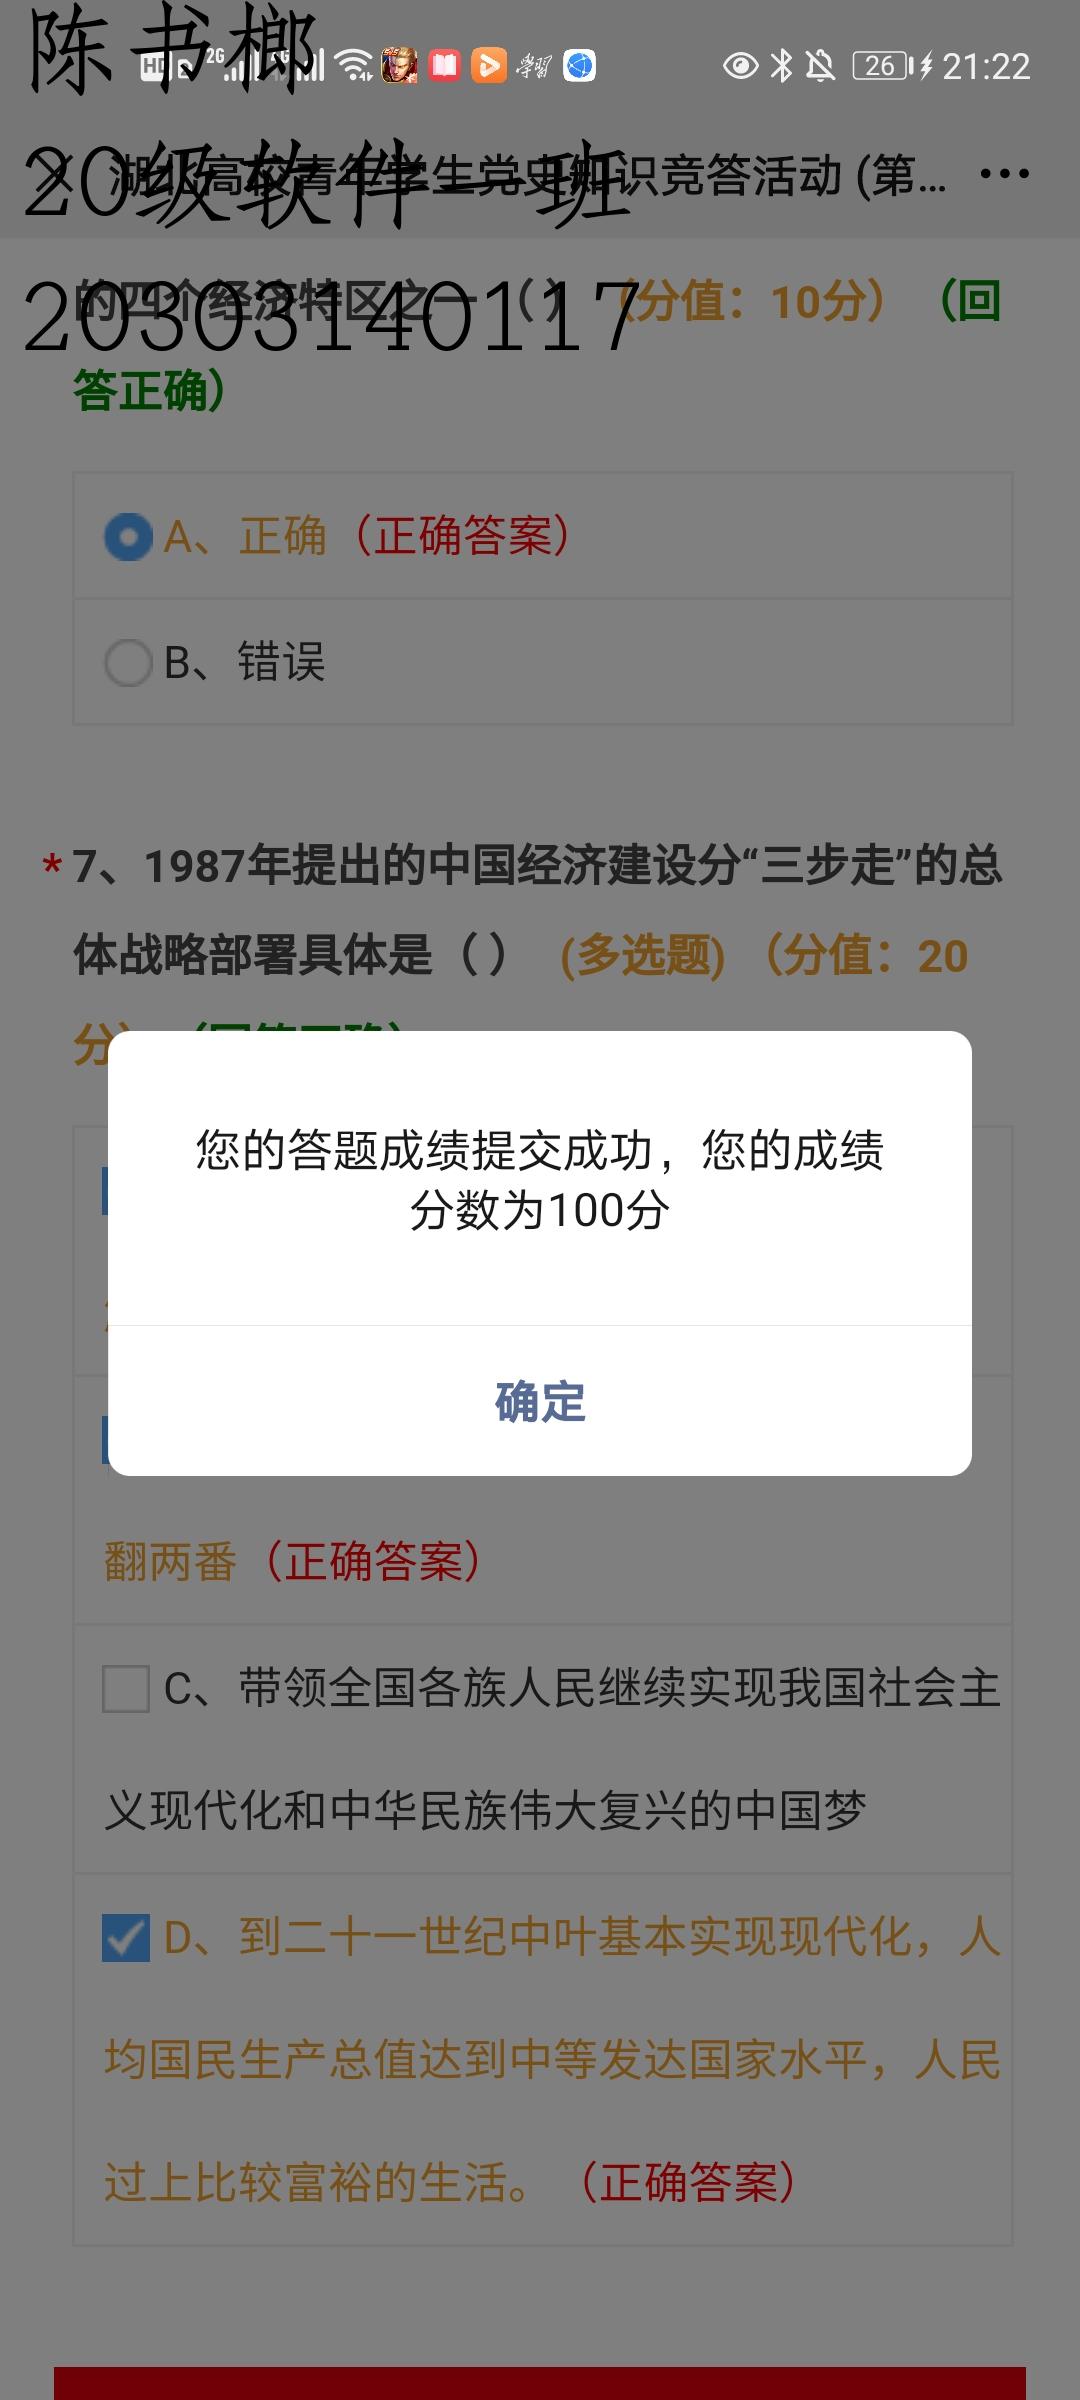 陈书榔
HD 2G 26 21:22
20级软件一班
湖北高校青年学生党史知识竞答活动 (第...
20303140117
的四个经济特区之一（ ）（分值：10分）（回
答正确）
A、正确（正确答案）
B、错误
*7、1987年提出的中国经济建设分“三步走”的总
体战略部署具体是（ ） (多选题) （分值：20
分）（回答正确）
您的答题成绩提交成功，您的成绩
分数为100分
确定
翻两番（正确答案）
C、带领全国各族人民继续实现我国社会主
义现代化和中华民族伟大复兴的中国梦
D、到二十一世纪中叶基本实现现代化，人
均国民生产总值达到中等发达国家水平，人民
过上比较富裕的生活。（正确答案）